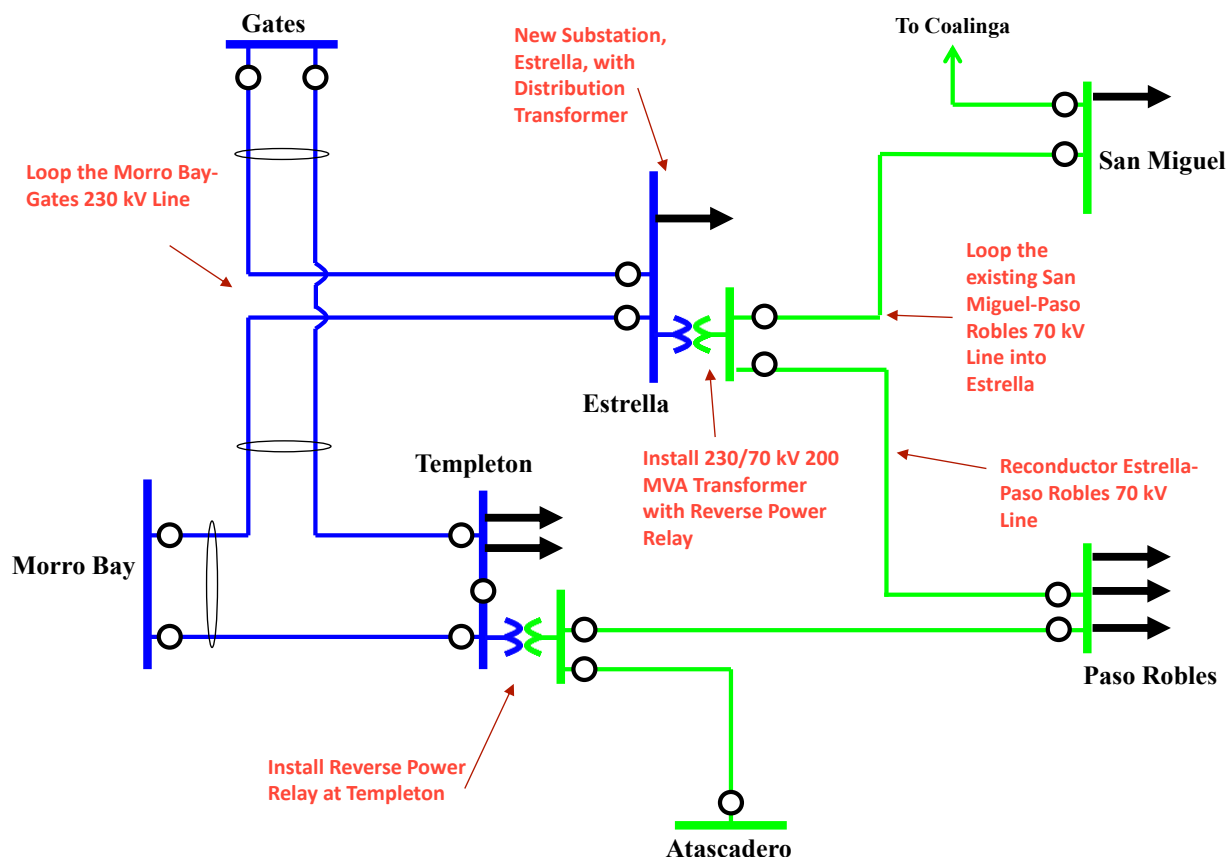 Gates
New Substation,
Estrella, with
Distribution
Transformer
To Coalinga
San Miguel
Loop the Morro Bay-
Gates 230 kV Line
Loop the
existing San
Miguel-Paso
Robles 70 kV
Line into
Estrella
Estrella
Templeton
Install 230/70 kV 200
MVA Transformer
with Reverse Power
Relay
Reconductor Estrella-
Paso Robles 70 kV
Line
Morro Bay
Paso Robles
Install Reverse Power
Relay at Templeton
Atascadero